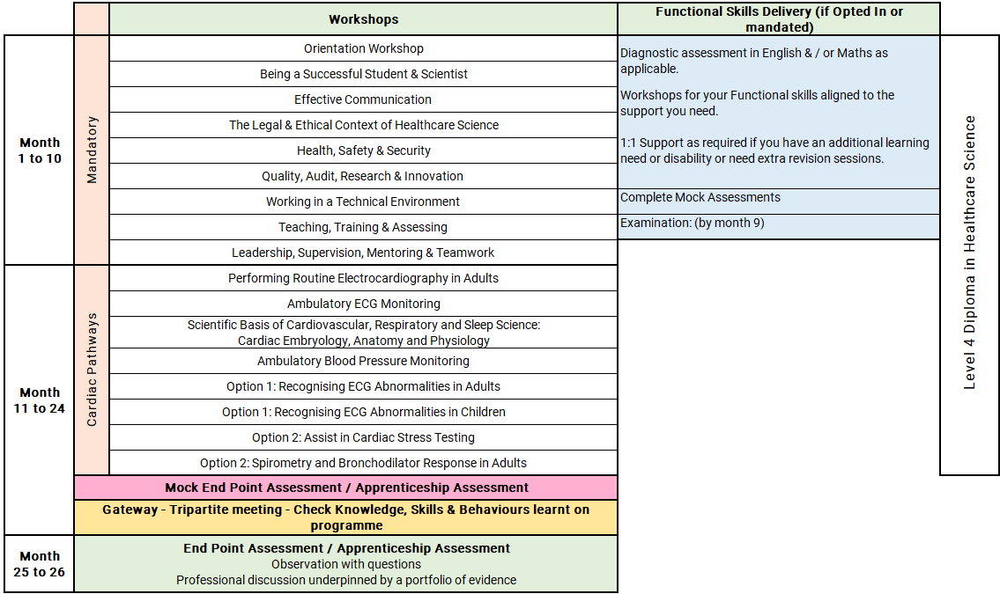 Workshops
Functional Skills Delivery (if Opted In or
mandated)
Month
1 to 10
Mandatory
Orientation Workshop
Being a Successful Student & Scientist
Effective Communication
The Legal & Ethical Context of Healthcare Science
Health, Safety & Security
Quality, Audit, Research & Innovation
Working in a Technical Environment
Teaching, Training & Assessing
Leadership, Supervision, Mentoring & Teamwork
Diagnostic assessment in English & / or Maths as
applicable.
Workshops for your Functional skills aligned to the
support you need.
1:1 Support as required if you have an additional learning
need or disability or need extra revision sessions.
Complete Mock Assessments
Examination: (by month 9)
Level 4 Diploma in Healthcare Science
Month
11 to 24
Cardiac Pathways
Performing Routine Electrocardiography in Adults
Ambulatory ECG Monitoring
Scientific Basis of Cardiovascular, Respiratory and Sleep Science:
Cardiac Embryology, Anatomy and Physiology
Ambulatory Blood Pressure Monitoring
Option 1: Recognising ECG Abnormalities in Adults
Option 1: Recognising ECG Abnormalities in Children
Option 2: Assist in Cardiac Stress Testing
Option 2: Spirometry and Bronchodilator Response in Adults
Mock End Point Assessment / Apprenticeship Assessment
Gateway - Tripartite meeting - Check Knowledge, Skills & Behaviours learnt on
programme
Month
25 to 26
End Point Assessment / Apprenticeship Assessment
Observation with questions
Professional discussion underpinned by a portfolio of evidence